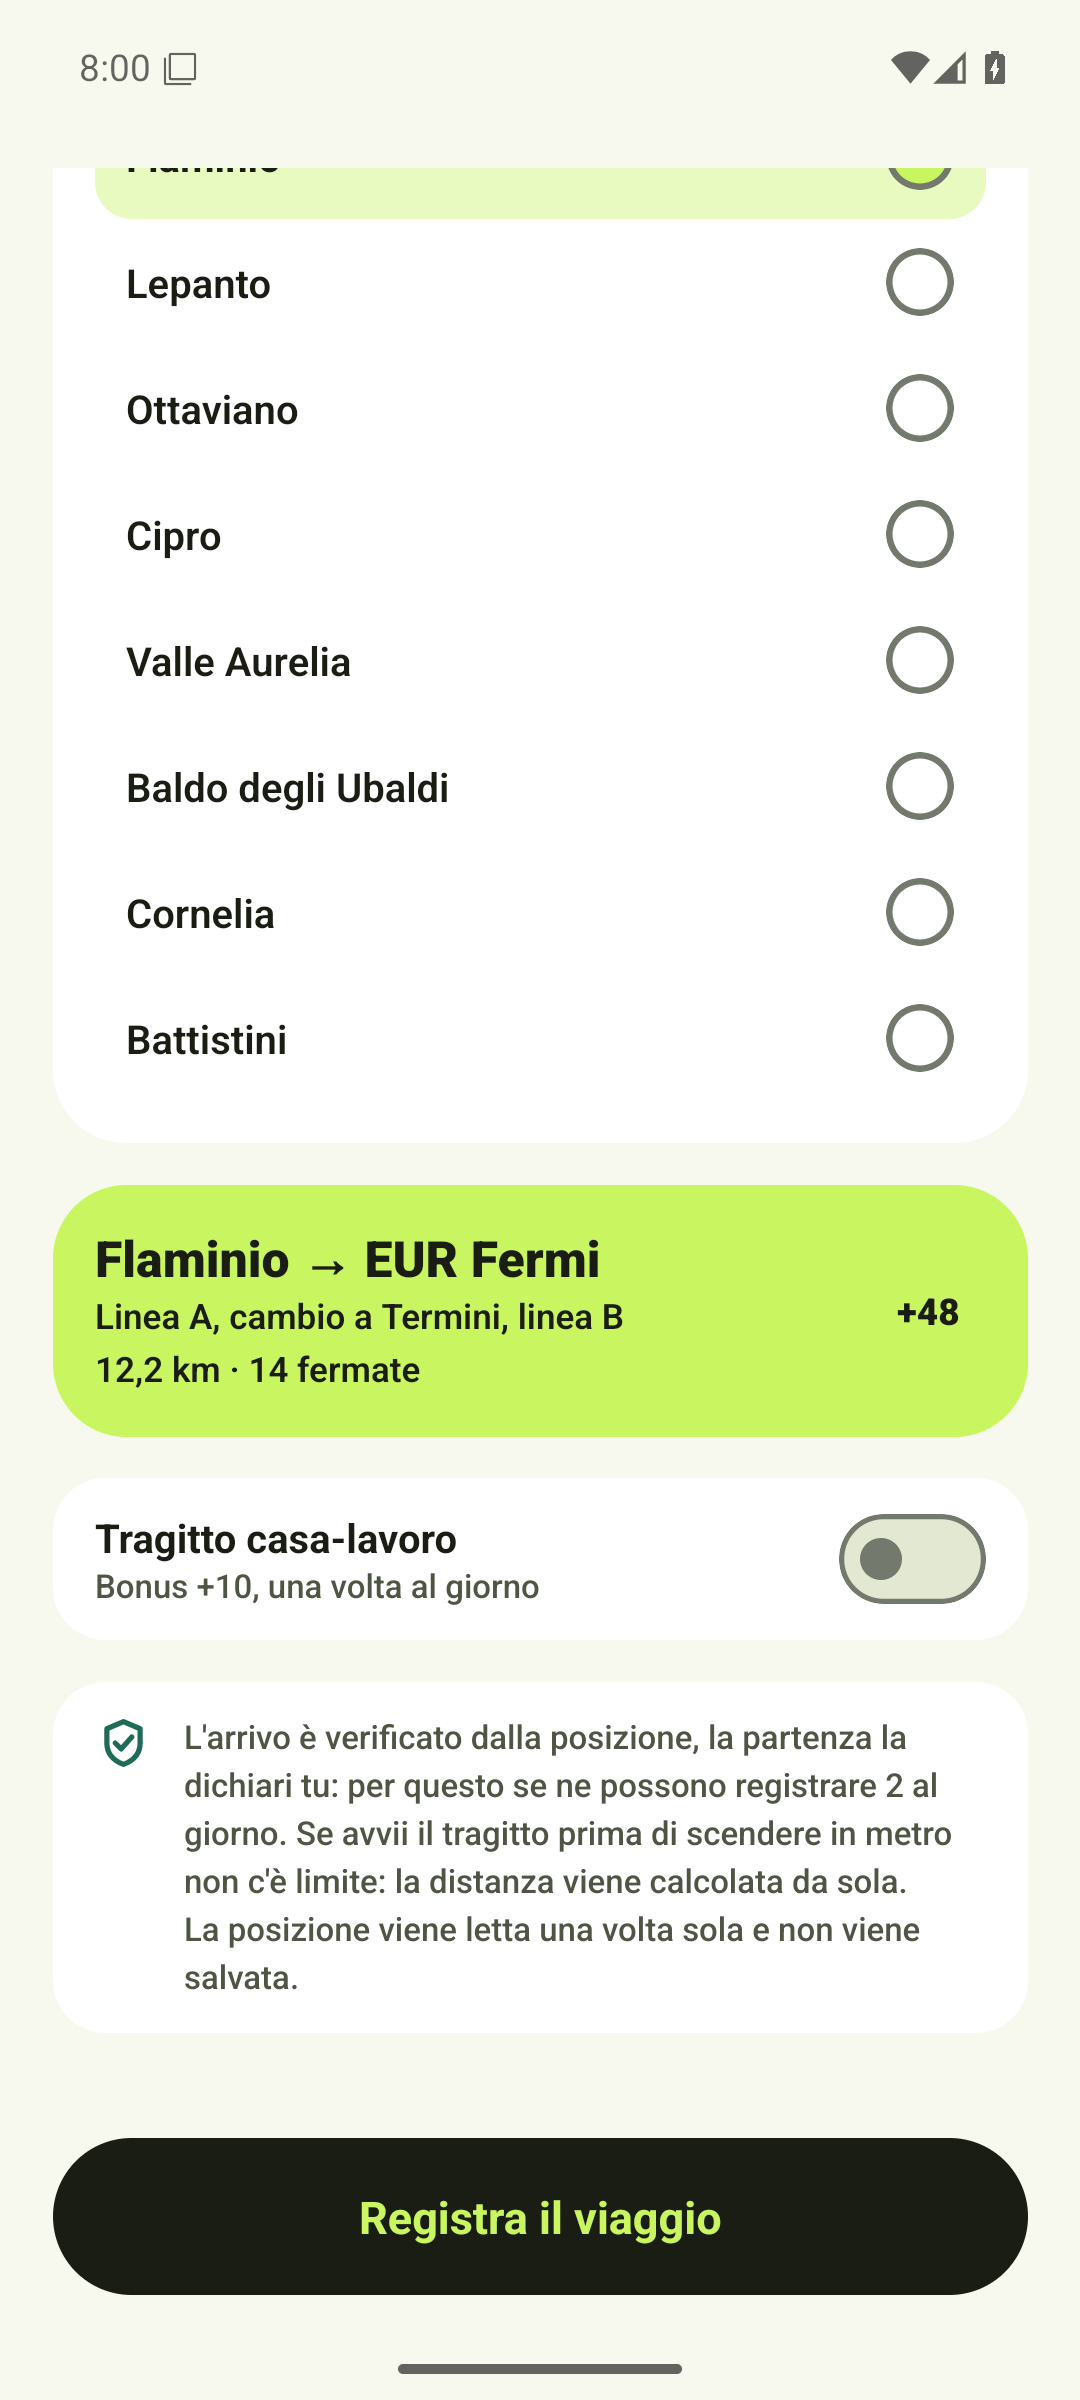 8:00
Flaminio
Lepanto
Ottaviano
Cipro
Valle Aurelia
Baldo degli Ubaldi
Cornelia
Battistini
Flaminio → EUR Fermi
Linea A, cambio a Termini, linea B
+48
12,2 km · 14 fermate
Tragitto casa-lavoro
Bonus +10, una volta al giorno
L'arrivo è verificato dalla posizione, la partenza la
dichiari tu: per questo se ne possono registrare 2 al
giorno. Se avvii il tragitto prima di scendere in metro
non c'è limite: la distanza viene calcolata da sola.
La posizione viene letta una volta sola e non viene
salvata.
Registra il viaggio